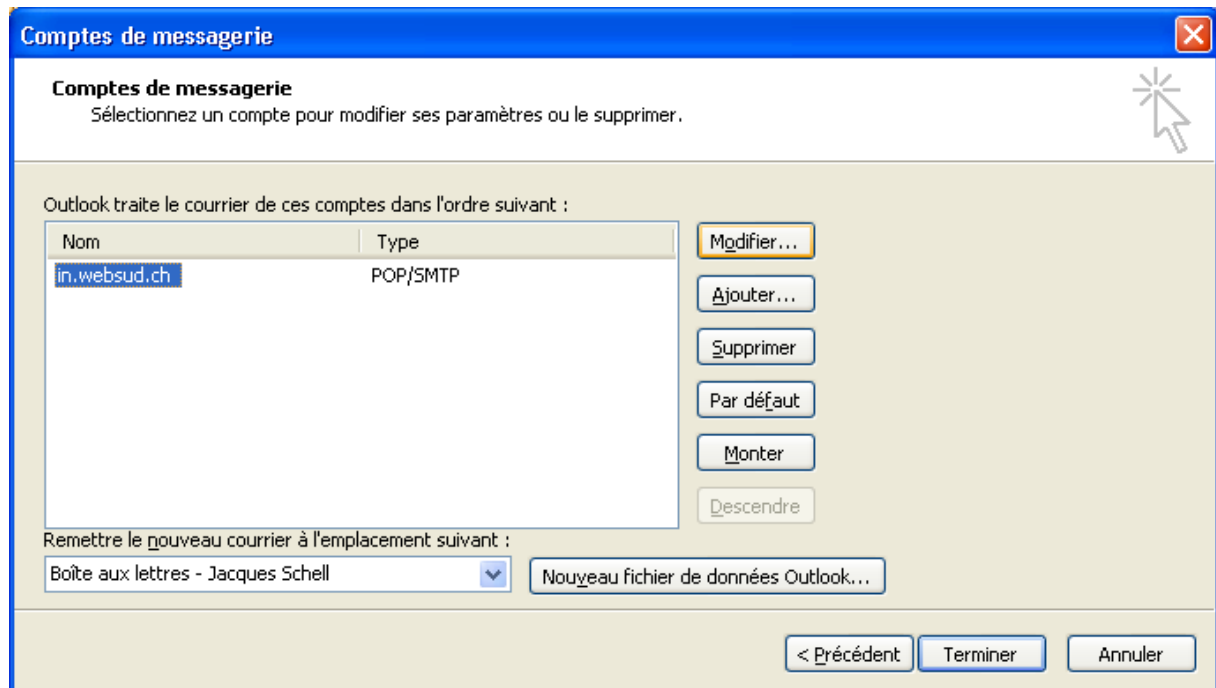 Comptes de messagerie
Comptes de messagerie
Sélectionnez un compte pour modifier ses paramètres ou le supprimer.
Outlook traite le courrier de ces comptes dans l'ordre suivant :
Nom Type
in.websud.ch POP/SMTP
Modifier...
Ajouter...
Supprimer
Par défaut
Monter
Descendre
Remettre le nouveau courrier à l'emplacement suivant :
Boîte aux lettres - Jacques Schell
Nouveau fichier de données Outlook...
< Précédent Terminer Annuler